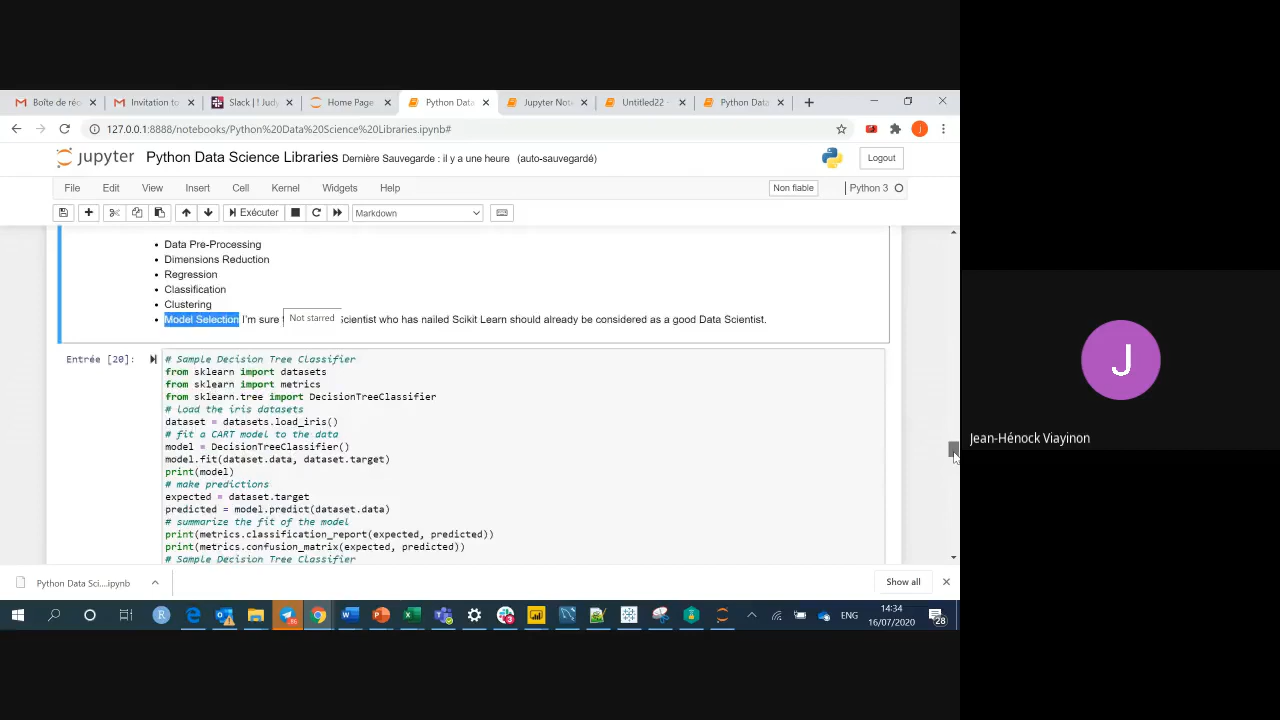 Boîte de ré
Invitation to
Slack | ! Judy
Home Page
Python Data
Jupyter Not
Untitled22 -
Python Data
127.0.0.1:8888/notebooks/Python%20Data%20Science%20Libraries.ipynb#
J
jupyter Python Data Science Libraries Dernière Sauvegarde : il y a une heure (auto-sauvegardé)
Logout
File Edit View Insert Cell Kernel Widgets Help
Non fiable
Python 3
Exécuter
Markdown
• Data Pre-Processing
• Dimensions Reduction
• Regression
• Classification
• Clustering
• Model Selection I'm sure
Not starred
cientist who has nailed Scikit Learn should already be considered as a good Data Scientist.
Entrée [20]:
# Sample Decision Tree Classifier
from sklearn import datasets
from sklearn import metrics
from sklearn.tree import DecisionTreeClassifier
# load the iris datasets
dataset = datasets.load_iris()
# fit a CART model to the data
model = DecisionTreeClassifier()
model.fit(dataset.data, dataset.target)
print(model)
# make predictions
expected = dataset.target
predicted = model.predict(dataset.data)
# summarize the fit of the model
print(metrics.classification_report(expected, predicted))
print(metrics.confusion_matrix(expected, predicted))
# Sample Decision Tree Classifier
Python Data Sci....ipynb
Show all
ENG
14:34
16/07/2020
28
J
Jean-Hénock Viayinon